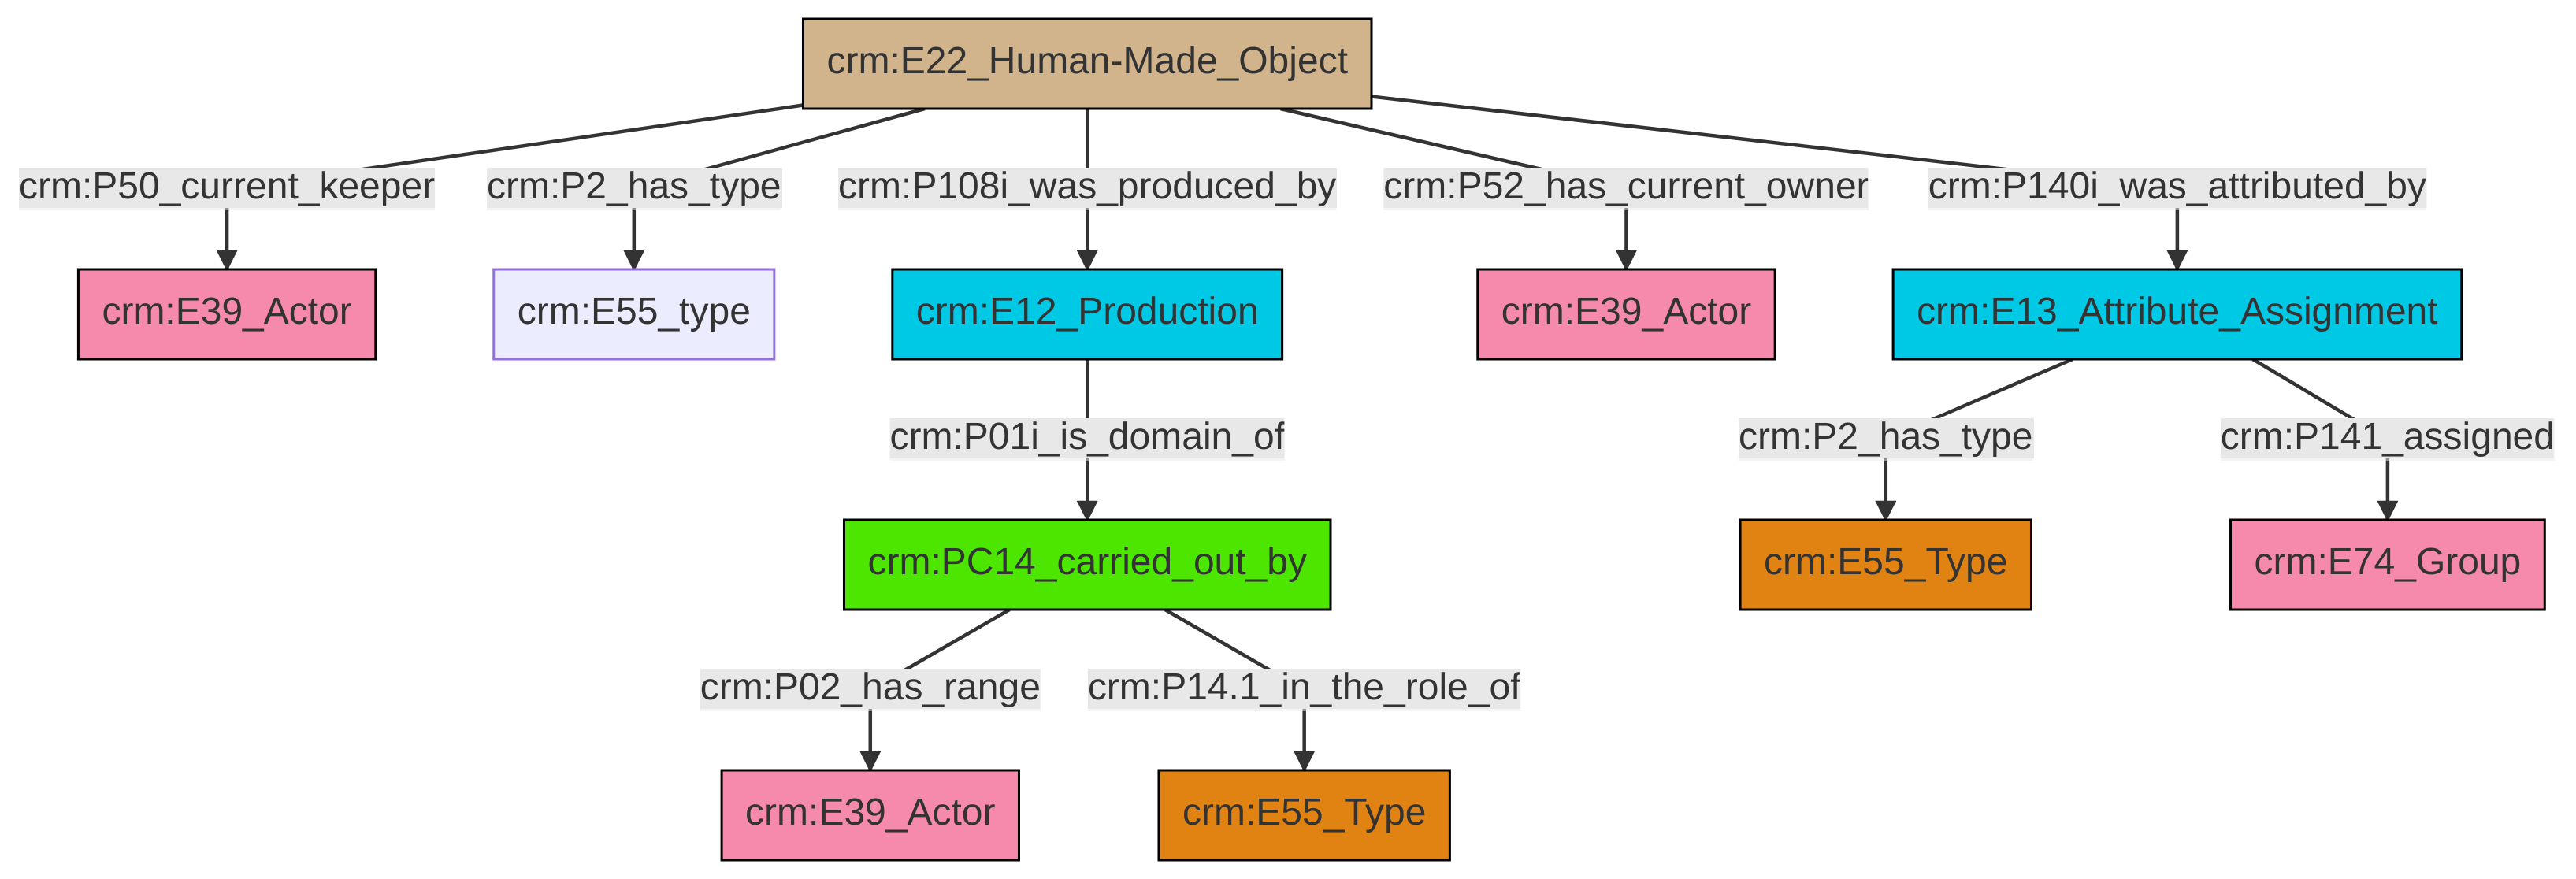 crm:E22_Human-Made_Object
crm:P50_current_keeper
crm:P2_has_type
crm:P108i_was_produced_by
crm:P52_has_current_owner
crm:P140i_was_attributed_by
crm:E39_Actor
crm:E55_type
crm:E12_Production
crm:E39_Actor
crm:E13_Attribute_Assignment
crm:P01i_is_domain_of
crm:P2_has_type
crm:P141_assigned
crm:PC14_carried_out_by
crm:E55_Type
crm:E74_Group
crm:P02_has_range
crm:P14.1_in_the_role_of
crm:E39_Actor
crm:E55_Type